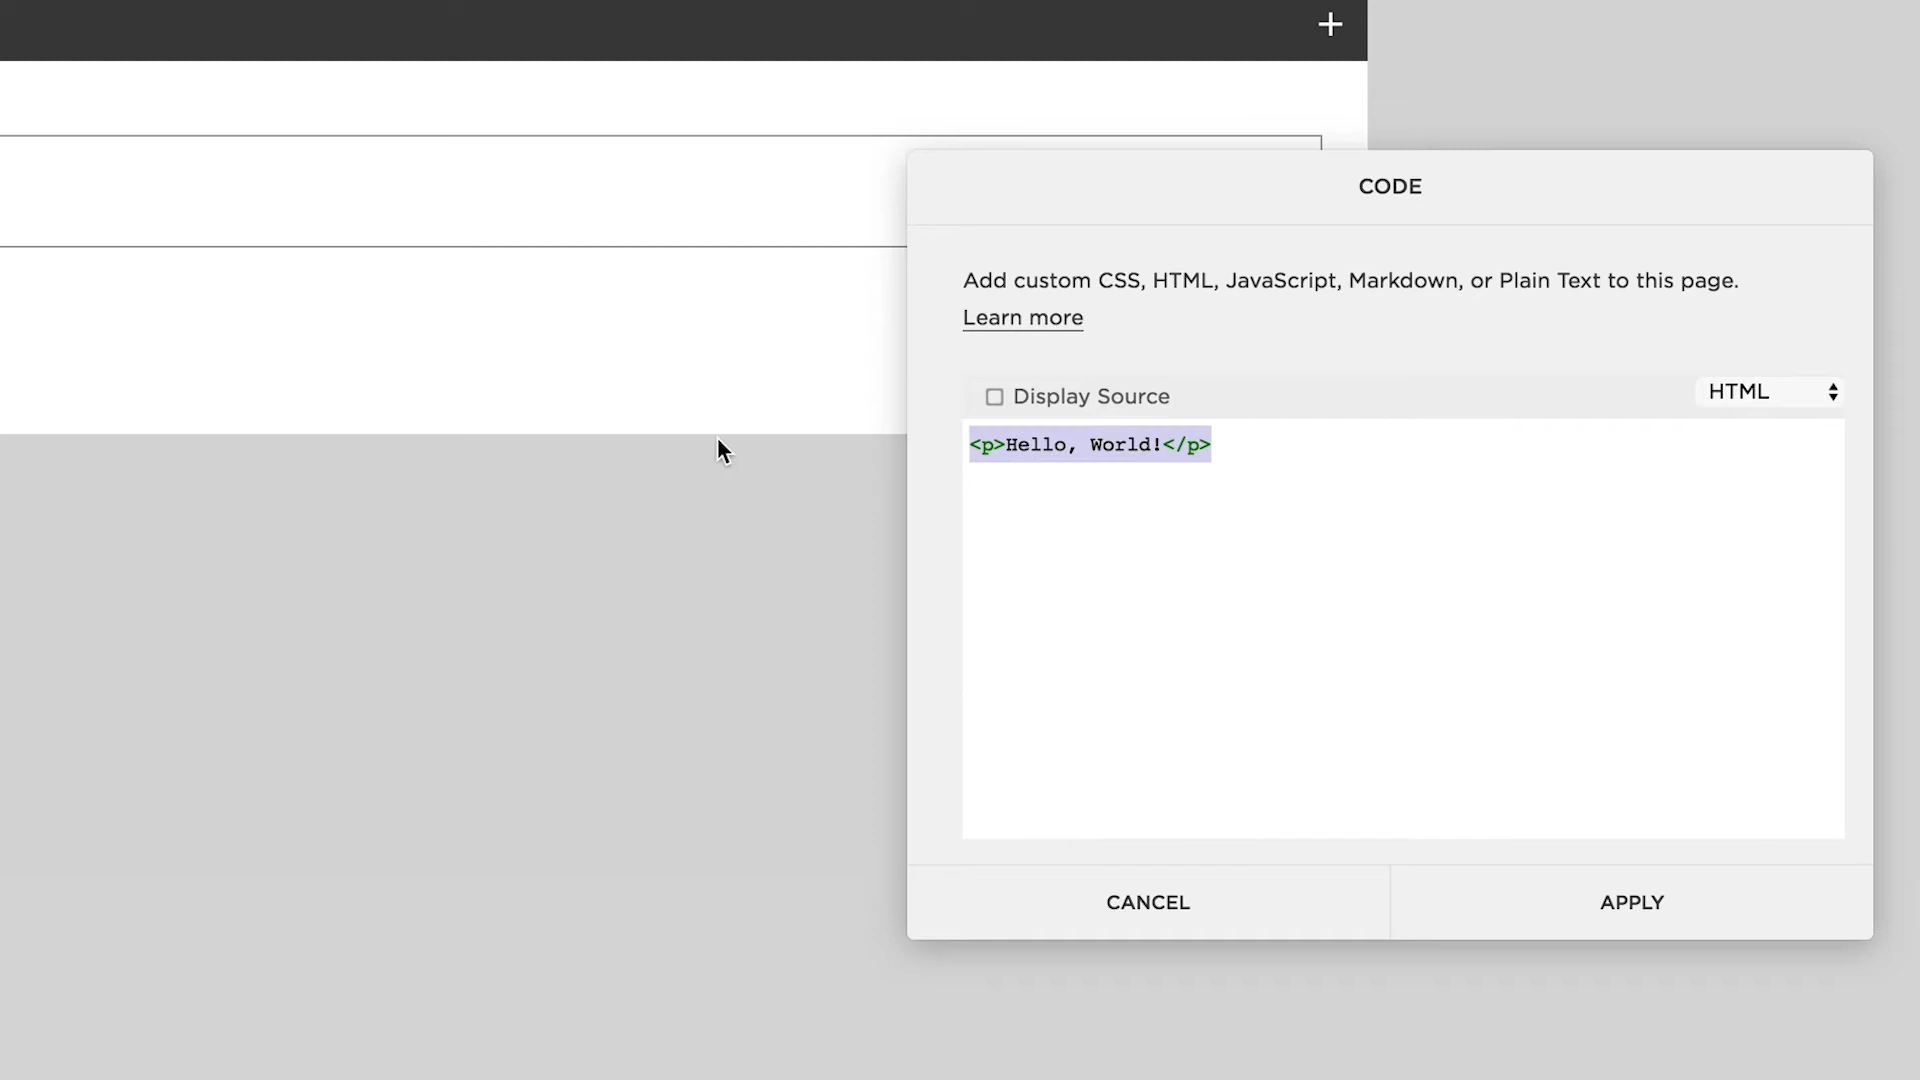 CODE
Add custom CSS, HTML, JavaScript, Markdown, or Plain Text to this page.
Learn more
Display Source
HTML
<p>Hello, World!</p>
CANCEL
APPLY